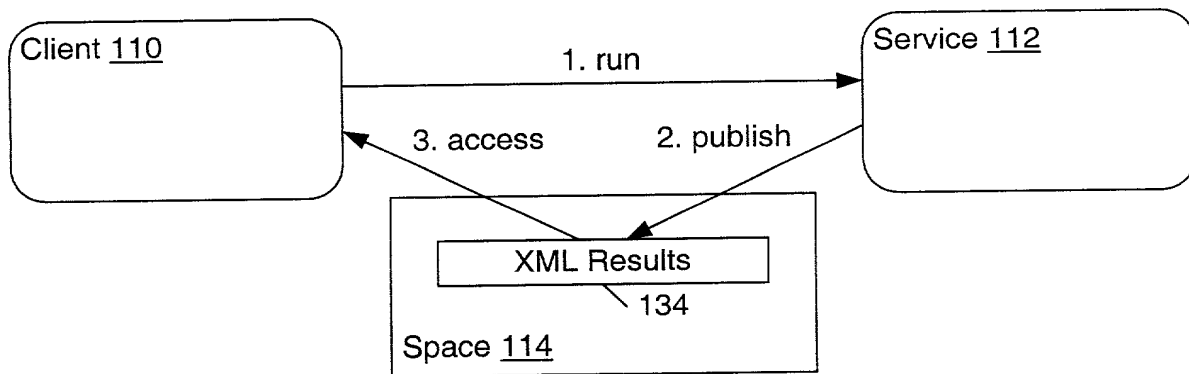 Client 110
Service 112
1. run
3. access
2. publish
XML Results
134
Space 114